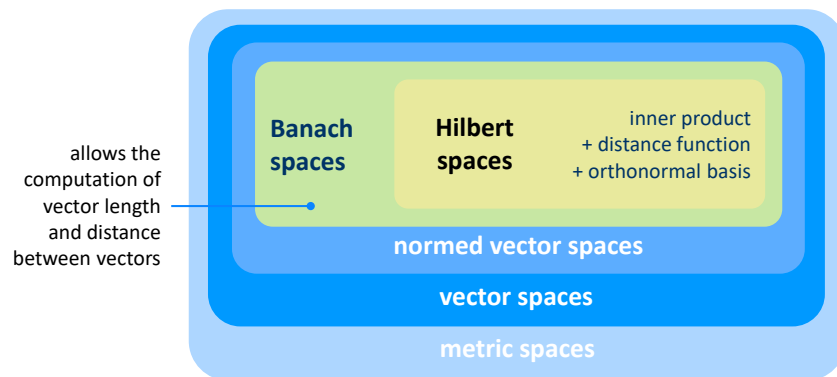 allows the
computation of
vector length
and distance
between vectors
Banach
spaces
Hilbert
spaces
inner product
+ distance function
+ orthonormal basis
normed vector spaces
vector spaces
metric spaces